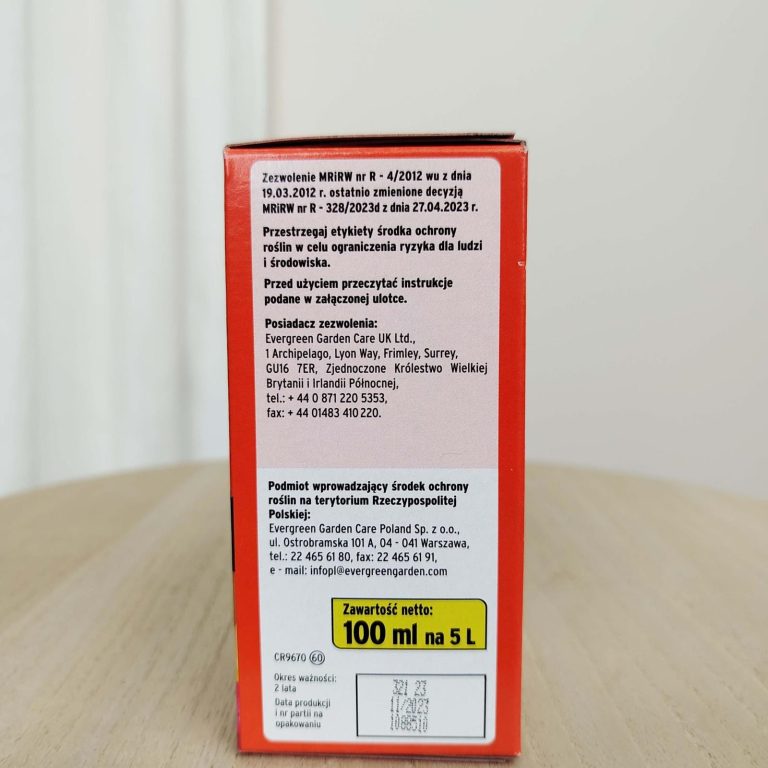 Zezwolenie MRiRW nr R - 4/2012 wu z dnia
19.03.2012 r. ostatnio zmienione decyzją
MRiRW nr R - 328/2023d z dnia 27.04.2023 r.
Przestrzegaj etykiety środka ochrony
roślin w celu ograniczenia ryzyka dla ludzi
i środowiska.
Przed użyciem przeczytać instrukcje
podane w załączonej ulotce.
Posiadacz zezwolenia:
Evergreen Garden Care UK Ltd.,
1 Archipelago, Lyon Way, Frimley, Surrey,
GU16 7ER, Zjednoczone Królestwo Wielkiej
Brytanii i Irlandii Północnej,
tel.: + 44 0 871 220 5353,
fax: + 44 01483 410 220.
Podmiot wprowadzający środek ochrony
roślin na terytorium Rzeczypospolitej
Polskiej:
Evergreen Garden Care Poland Sp. z o.o.,
ul. Ostrobramska 101 A, 04 - 041 Warszawa,
tel.: 22 465 61 80, fax: 22 465 61 91,
e - mail: infopl@evergreengarden.com
Zawartość netto:
100 ml na 5 L
CR9670 60
Okres ważności:
2 lata
Data produkcji
i nr partii na
opakowaniu
321 23
11/2023
1088510